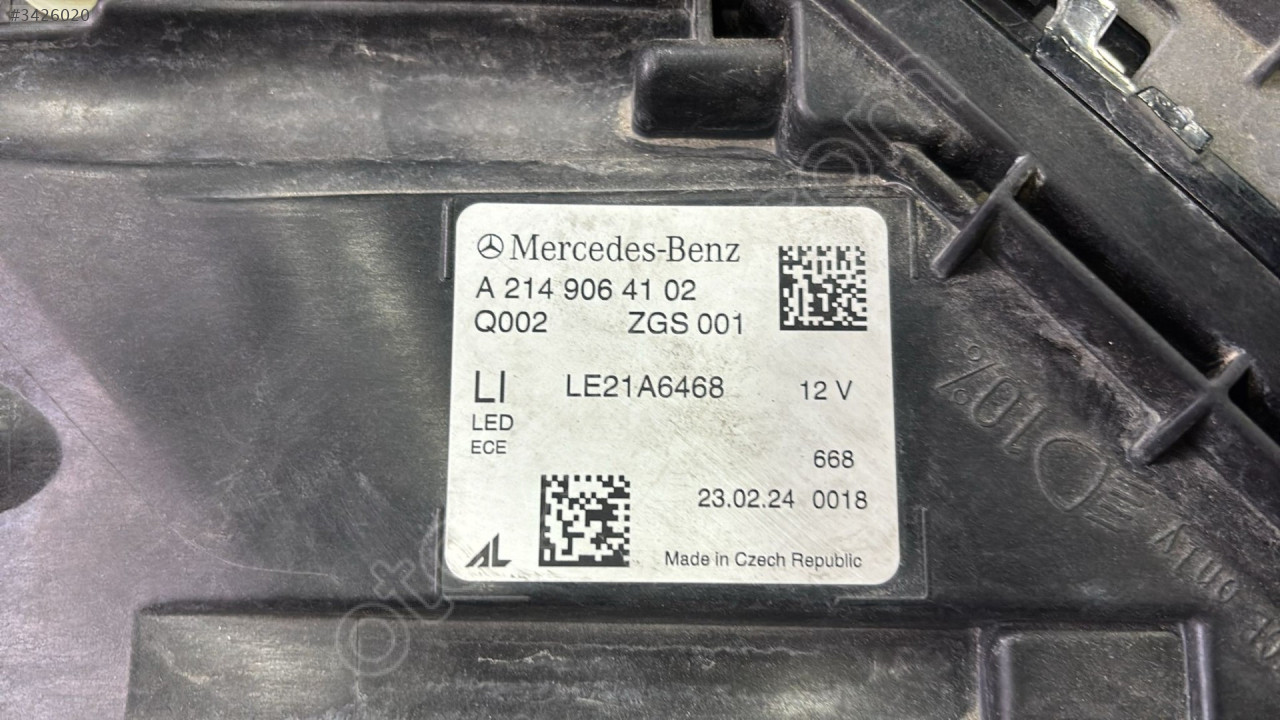 #3426020
Mercedes-Benz
A 214 906 41 02
Q002 ZGS 001
LI LE21A6468 12 V
LED
ECE
668
23.02.24 0018
AL Made in Czech Republic
10%